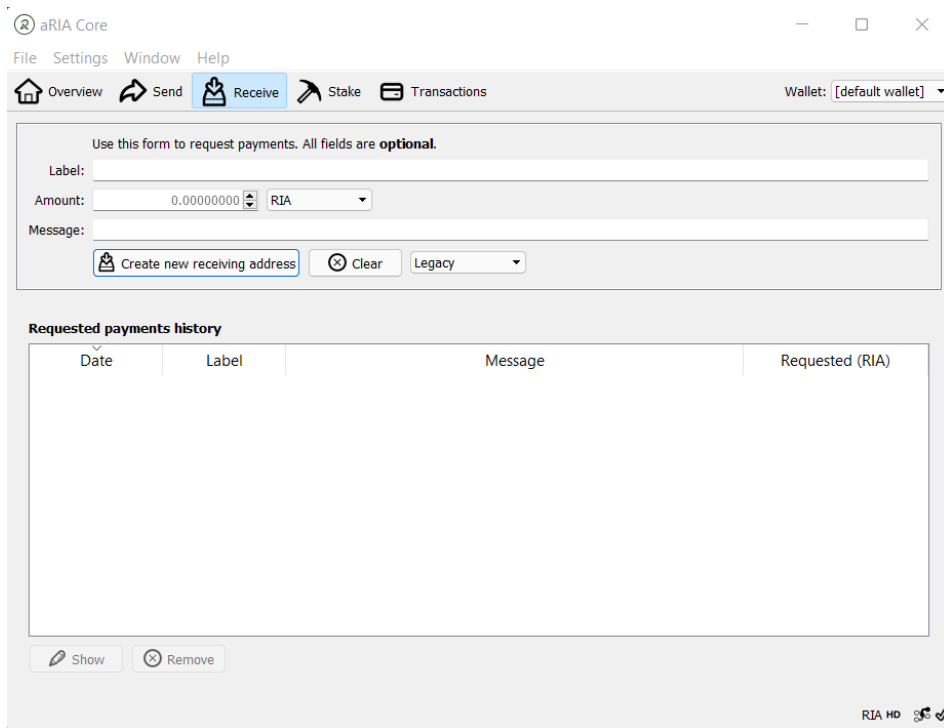 aRIA Core
File Settings Window Help
Overview Send Receive Stake Transactions Wallet: [default wallet]
Use this form to request payments. All fields are optional.
Label:
Amount: 0.00000000 RIA
Message:
Create new receiving address Clear Legacy
Requested payments history
Date Label Message Requested (RIA)
Show Remove
RIA HD